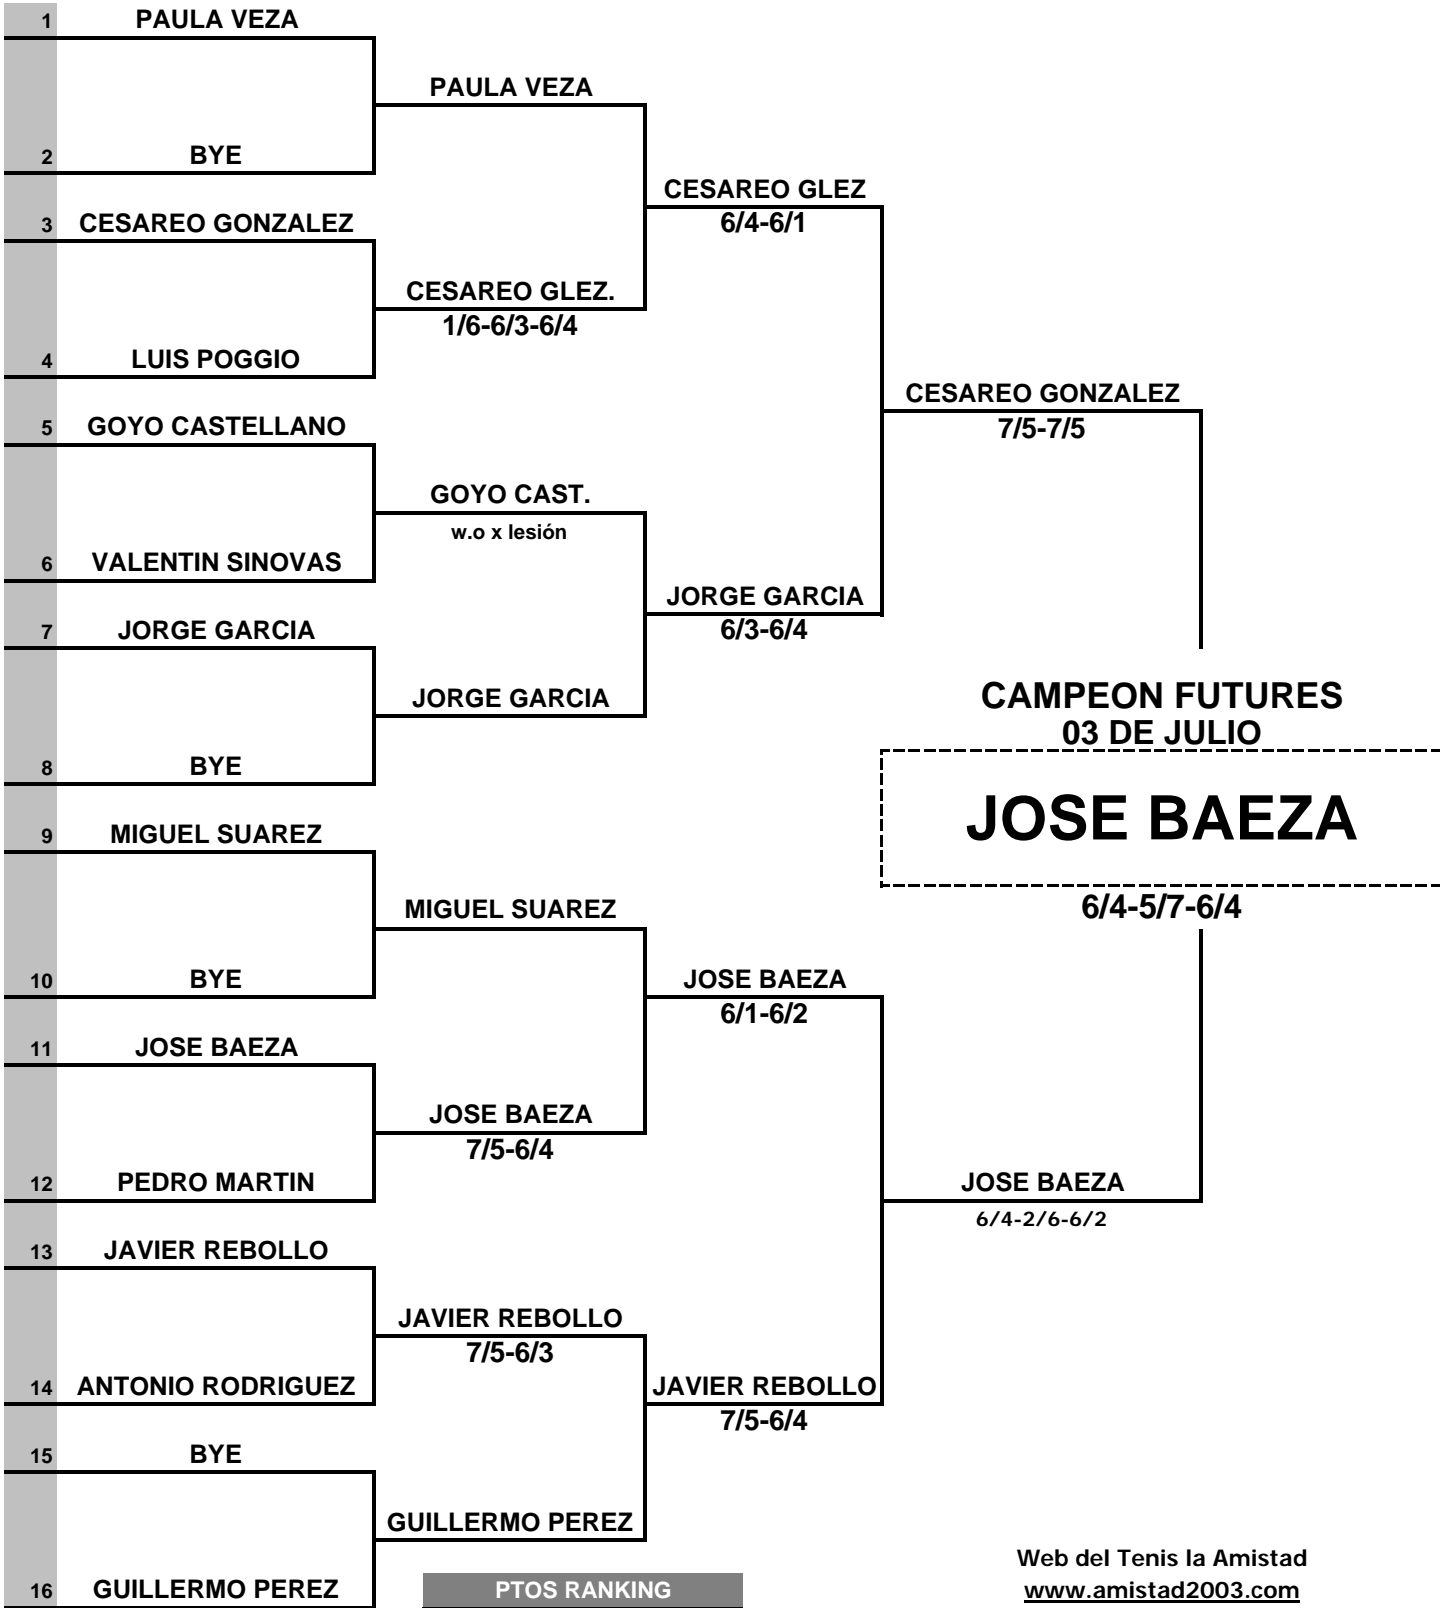 1 PAULA VEZA
PAULA VEZA
2 BYE
CESAREO GLEZ
6/4-6/1
3 CESAREO GONZALEZ
CESAREO GLEZ.
1/6-6/3-6/4
4 LUIS POGGIO
CESAREO GONZALEZ
7/5-7/5
5 GOYO CASTELLANO
GOYO CAST.
w.o x lesión
6 VALENTIN SINOVAS
JORGE GARCIA
6/3-6/4
7 JORGE GARCIA
JORGE GARCIA
8 BYE
CAMPEON FUTURES
03 DE JULIO
JOSE BAEZA
6/4-5/7-6/4
9 MIGUEL SUAREZ
MIGUEL SUAREZ
10 BYE
JOSE BAEZA
6/1-6/2
11 JOSE BAEZA
JOSE BAEZA
7/5-6/4
12 PEDRO MARTIN
JOSE BAEZA
6/4-2/6-6/2
13 JAVIER REBOLLO
JAVIER REBOLLO
7/5-6/3
14 ANTONIO RODRIGUEZ
JAVIER REBOLLO
7/5-6/4
15 BYE
GUILLERMO PEREZ
16 GUILLERMO PEREZ
PTOS RANKING
Web del Tenis la Amistad
www.amistad2003.com